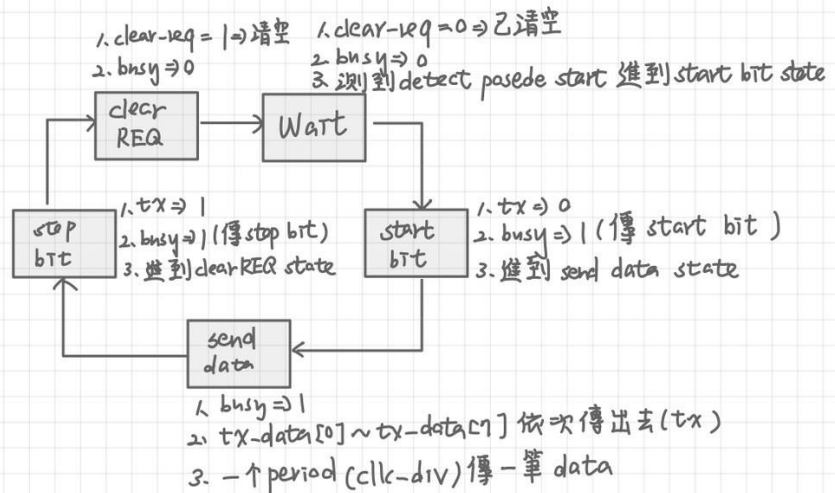 1. clear-req = 1 => 清空
2. busy => 0
1. clear-req = 0 => 已清空
2. busy => 0
3. 測到 detect posede start 進到 start bit state
clear
REQ
Wait
stop
bit
1. tx => 1
2. busy => 1 (傳 stop bit)
3. 進到 clear REQ state
start
bit
1. tx => 0
2. busy => 1 (傳 start bit)
3. 進到 send data state
send
data
1. busy => 1
2. tx-data[0] ~ tx-data[7] 依次傳出去 (tx)
3. 一个 period (clk-div) 傳一筆 data